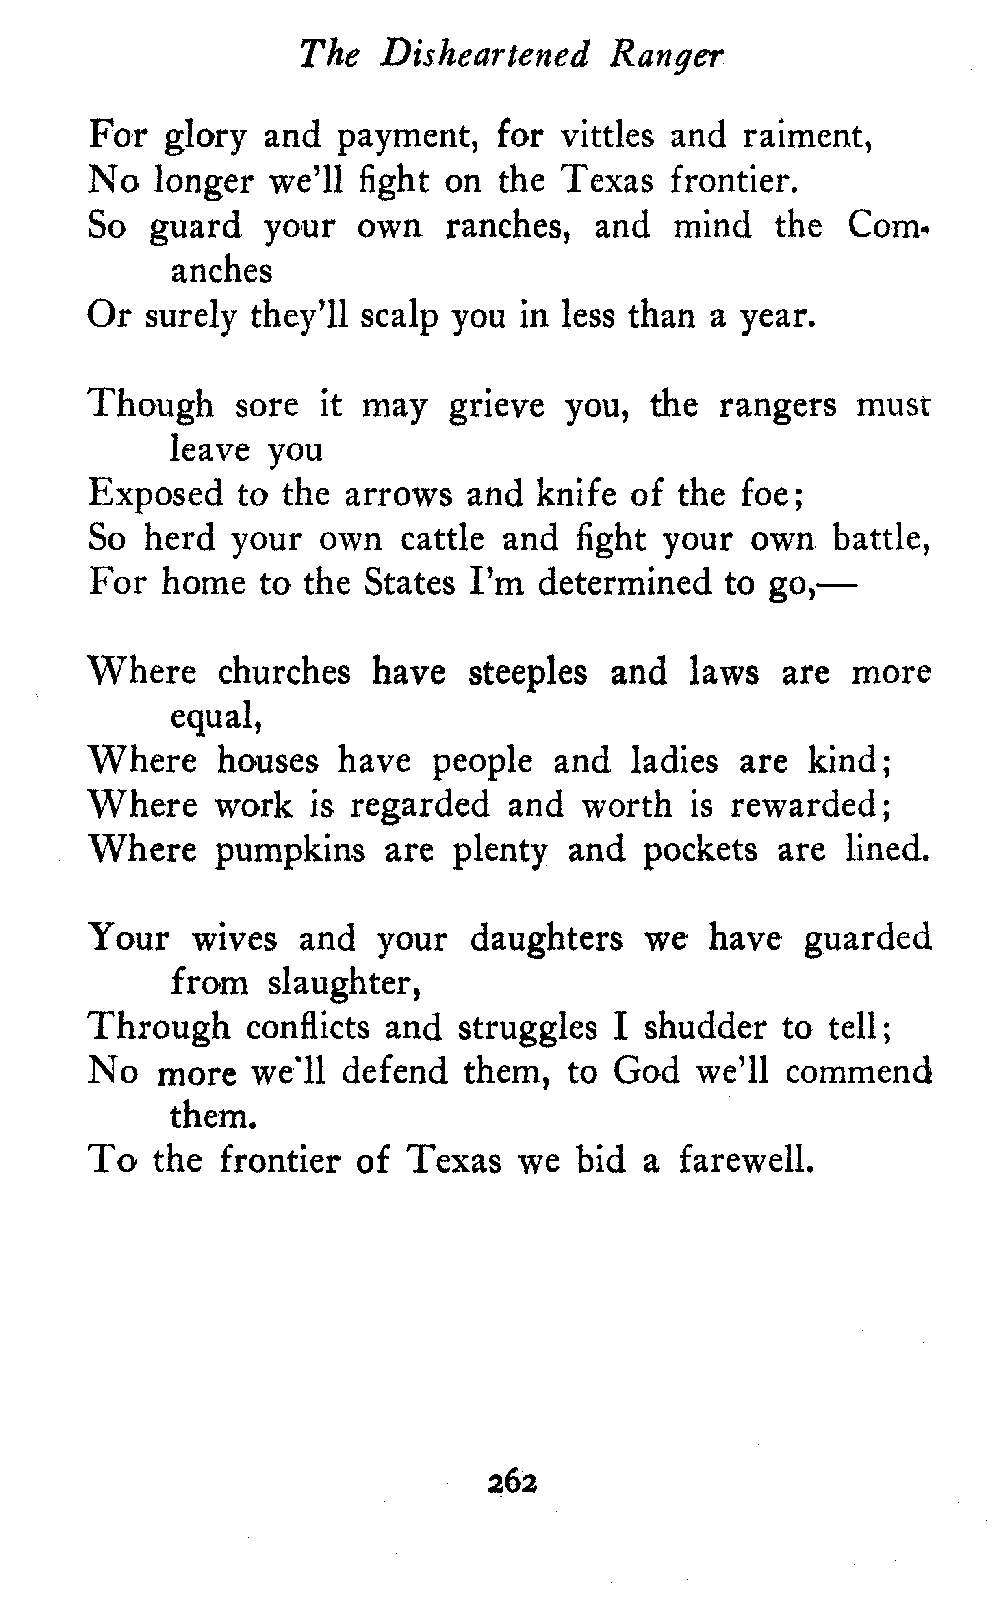 The Disheartened Ranger
For glory and payment, for vittles and raiment,
No longer we'll fight on the Texas frontier.
So guard your own ranches, and mind the Com-
anches
Or surely they'll scalp you in less than a year.
Though sore it may grieve you, the rangers must
leave you
Exposed to the arrows and knife of the foe;
So herd your own cattle and fight your own battle,
For home to the States I'm determined to go,—
Where churches have steeples and laws are more
equal,
Where houses have people and ladies are kind;
Where work is regarded and worth is rewarded;
Where pumpkins are plenty and pockets are lined.
Your wives and your daughters we have guarded
from slaughter,
Through conflicts and struggles I shudder to tell;
No more we'll defend them, to God we'll commend
them.
To the frontier of Texas we bid a farewell.
262